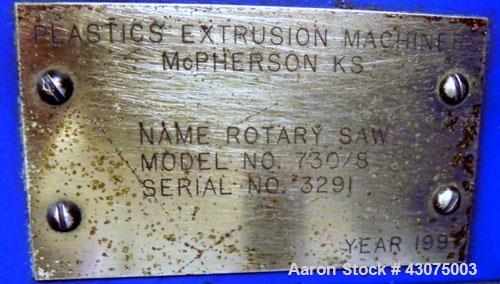 PLASTICS EXTRUSION MACHINERY
McPHERSON KS
NAME ROTARY SAW
MODEL NO. 730/8
SERIAL NO. 3291
YEAR
Aaron Stock # 43075003